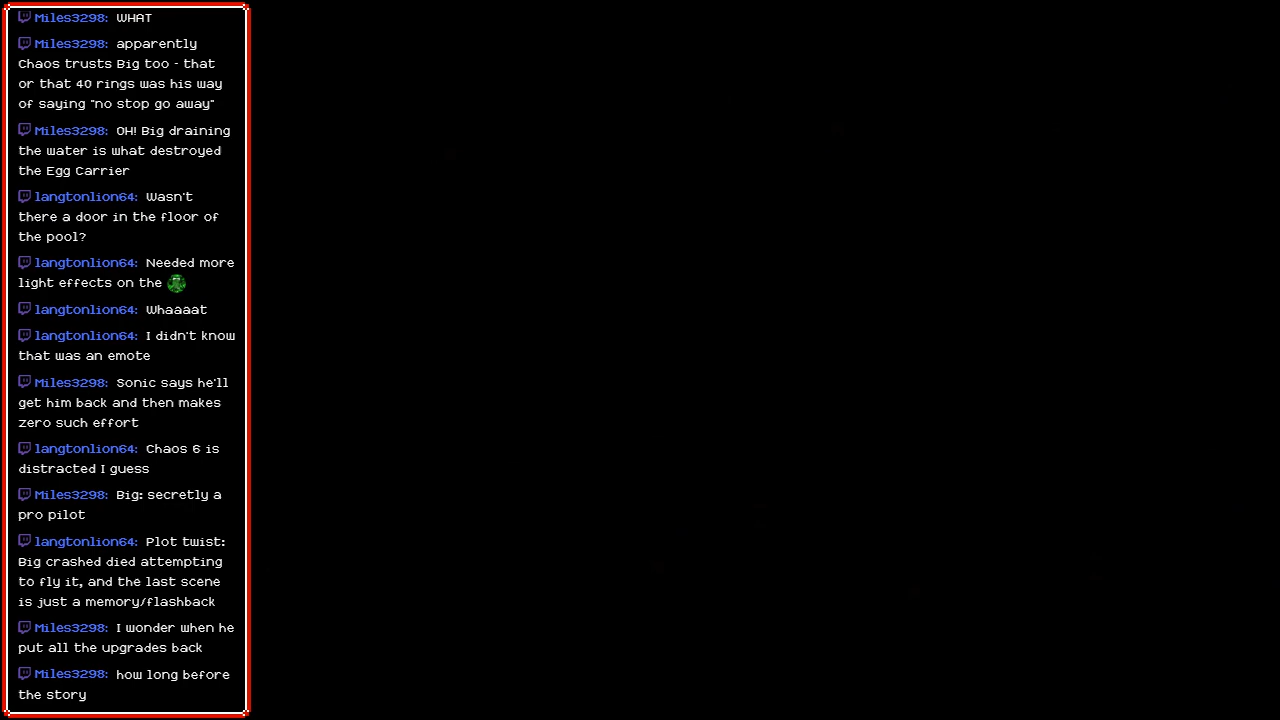 Miles3298: WHAT
Miles3298: apparently
Chaos trusts Big too - that
or that 40 rings was his way
of saying "no stop go away"
Miles3298: OH! Big draining
the water is what destroyed
the Egg Carrier
langtonlion64: Wasn't
there a door in the floor of
the pool?
langtonlion64: Needed more
light effects on the
langtonlion64: Whaaaat
langtonlion64: I didn't know
that was an emote
Miles3298: Sonic says he'll
get him back and then makes
zero such effort
langtonlion64: Chaos 6 is
distracted I guess
Miles3298: Big: secretly a
pro pilot
langtonlion64: Plot twist:
Big crashed died attempting
to fly it, and the last scene
is just a memory/flashback
Miles3298: I wonder when he
put all the upgrades back
Miles3298: how long before
the story